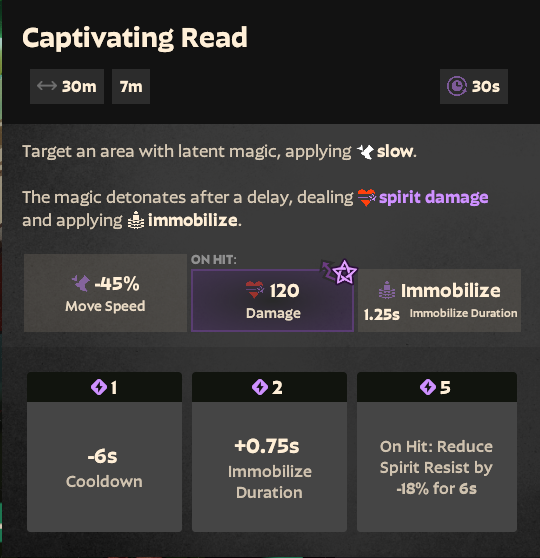 Captivating Read
30m 7m 30s
Target an area with latent magic, applying slow.
The magic detonates after a delay, dealing spirit damage
and applying immobilize.
ON HIT:
-45%
Move Speed
120
Damage
Immobilize
1.25s Immobilize Duration
1
-6s
Cooldown
2
+0.75s
Immobilize
Duration
5
On Hit: Reduce
Spirit Resist by
-18% for 6s